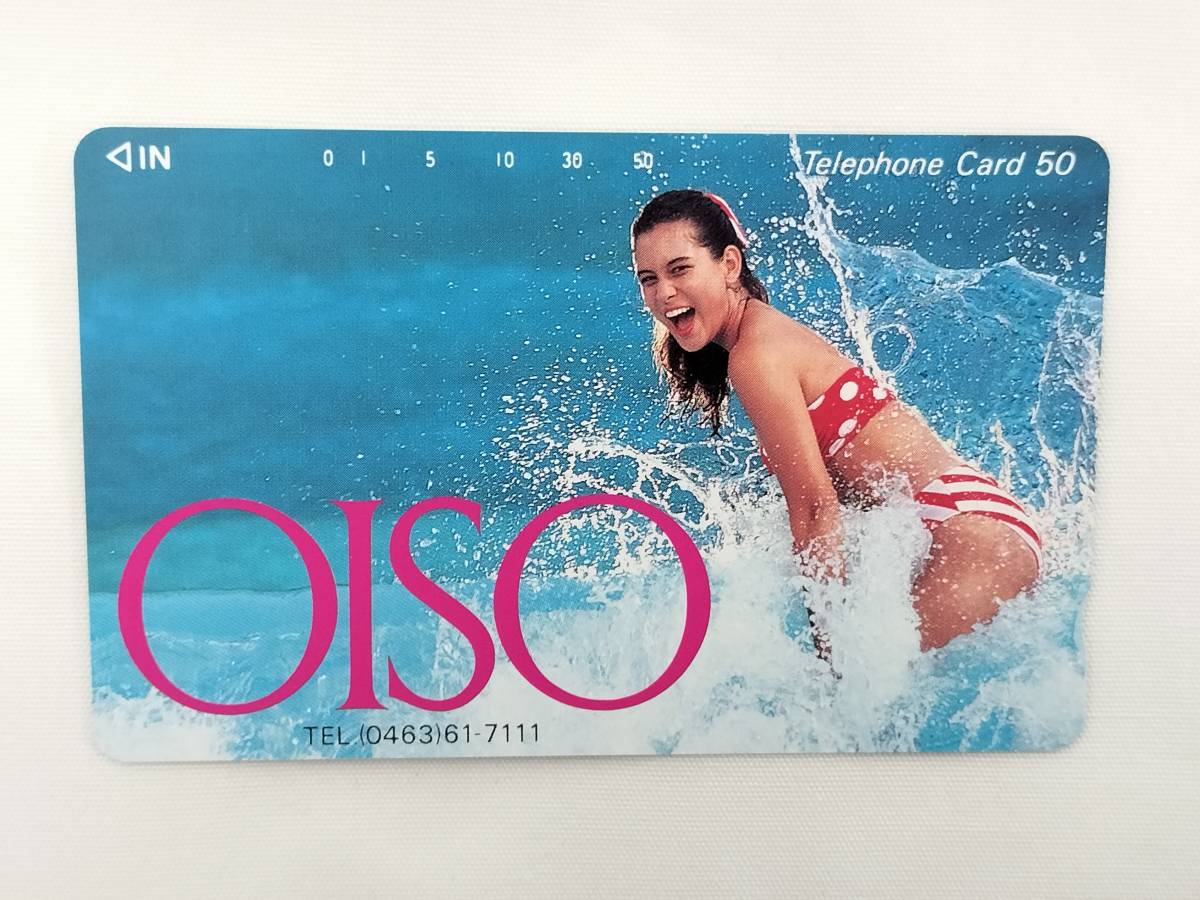 ◁IN 0 1 5 10 30 50 Telephone Card 50
OISO
TEL.(0463)61-7111